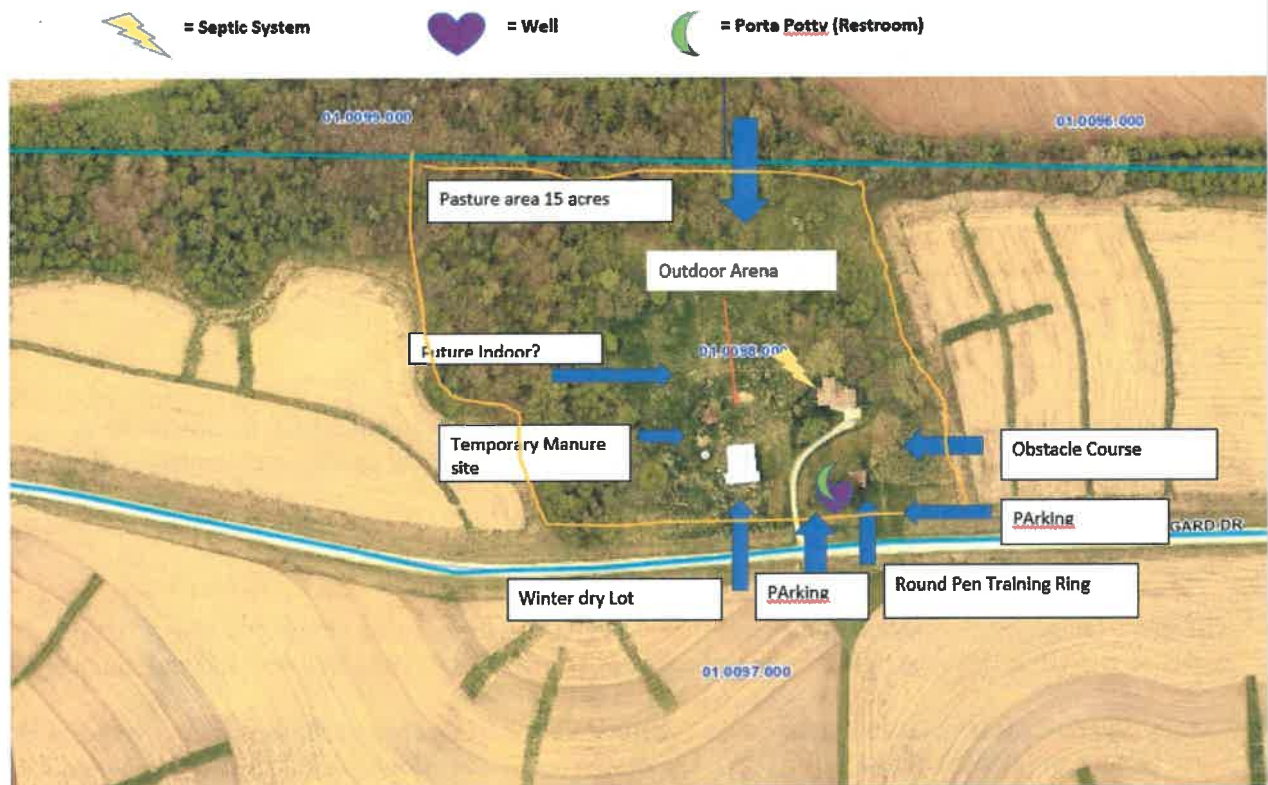 = Septic System
= Well
= Porta Potty (Restroom)
01.0099.000
01.0096.000
Pasture area 15 acres
Outdoor Arena
Future Indoor?
01.0098.000
Temporary Manure
site
Obstacle Course
PArking
GARD DR
Winter dry Lot
PArking
Round Pen Training Ring
01.0097.000